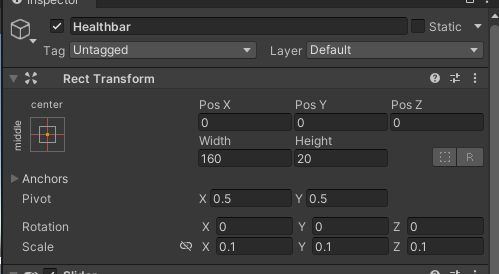 Inspector
Healthbar Static
Tag Untagged Layer Default
Rect Transform
center
middle
Pos X Pos Y Pos Z
0 0 0
Width Height
160 20
R
Anchors
Pivot X 0.5 Y 0.5
Rotation X 0 Y 0 Z 0
Scale X 0.1 Y 0.1 Z 0.1
Slider